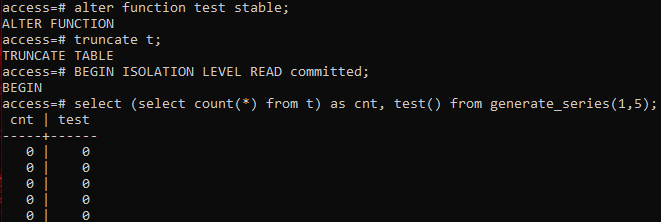 access=# alter function test stable;
ALTER FUNCTION
access=# truncate t;
TRUNCATE TABLE
access=# BEGIN ISOLATION LEVEL READ committed;
BEGIN
access=# select (select count(*) from t) as cnt, test() from generate_series(1,5);
 cnt | test
-----+------
   0 |    0
   0 |    0
   0 |    0
   0 |    0
   0 |    0